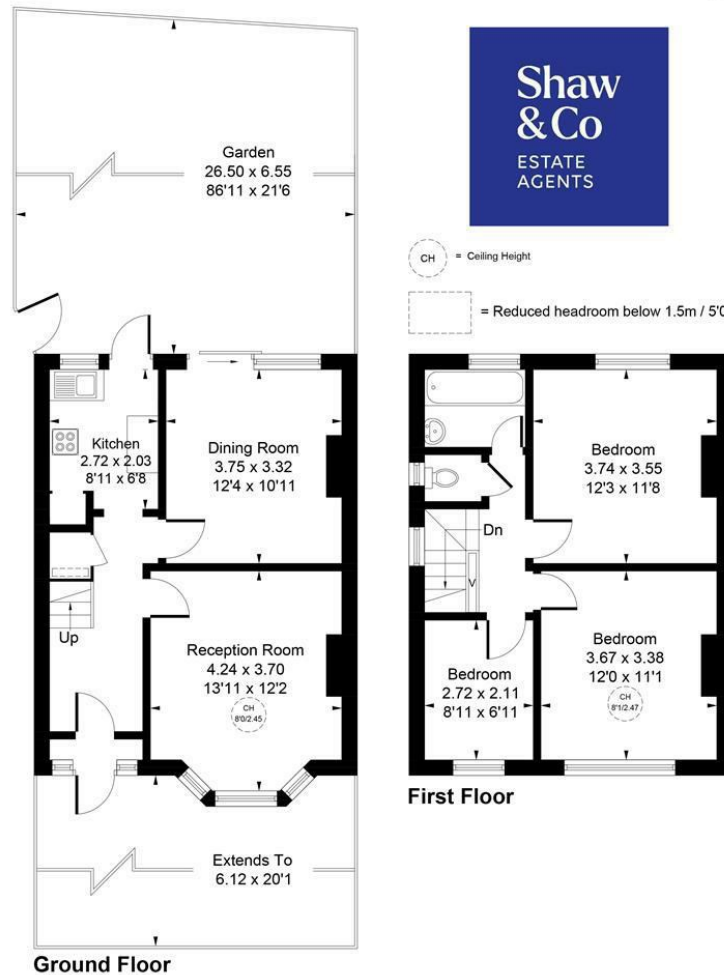 Shaw
& Co
ESTATE
AGENTS
CH = Ceiling Height
= Reduced headroom below 1.5m / 5'0
Garden
26.50 x 6.55
86'11 x 21'6
Kitchen
2.72 x 2.03
8'11 x 6'8
Dining Room
3.75 x 3.32
12'4 x 10'11
Up
Reception Room
4.24 x 3.70
13'11 x 12'2
CH
8'0/2.45
Extends To
6.12 x 20'1
Ground Floor
Bedroom
3.74 x 3.55
12'3 x 11'8
Dn
V
Bedroom
2.72 x 2.11
8'11 x 6'11
Bedroom
3.67 x 3.38
12'0 x 11'1
CH
8'1/2.47
First Floor